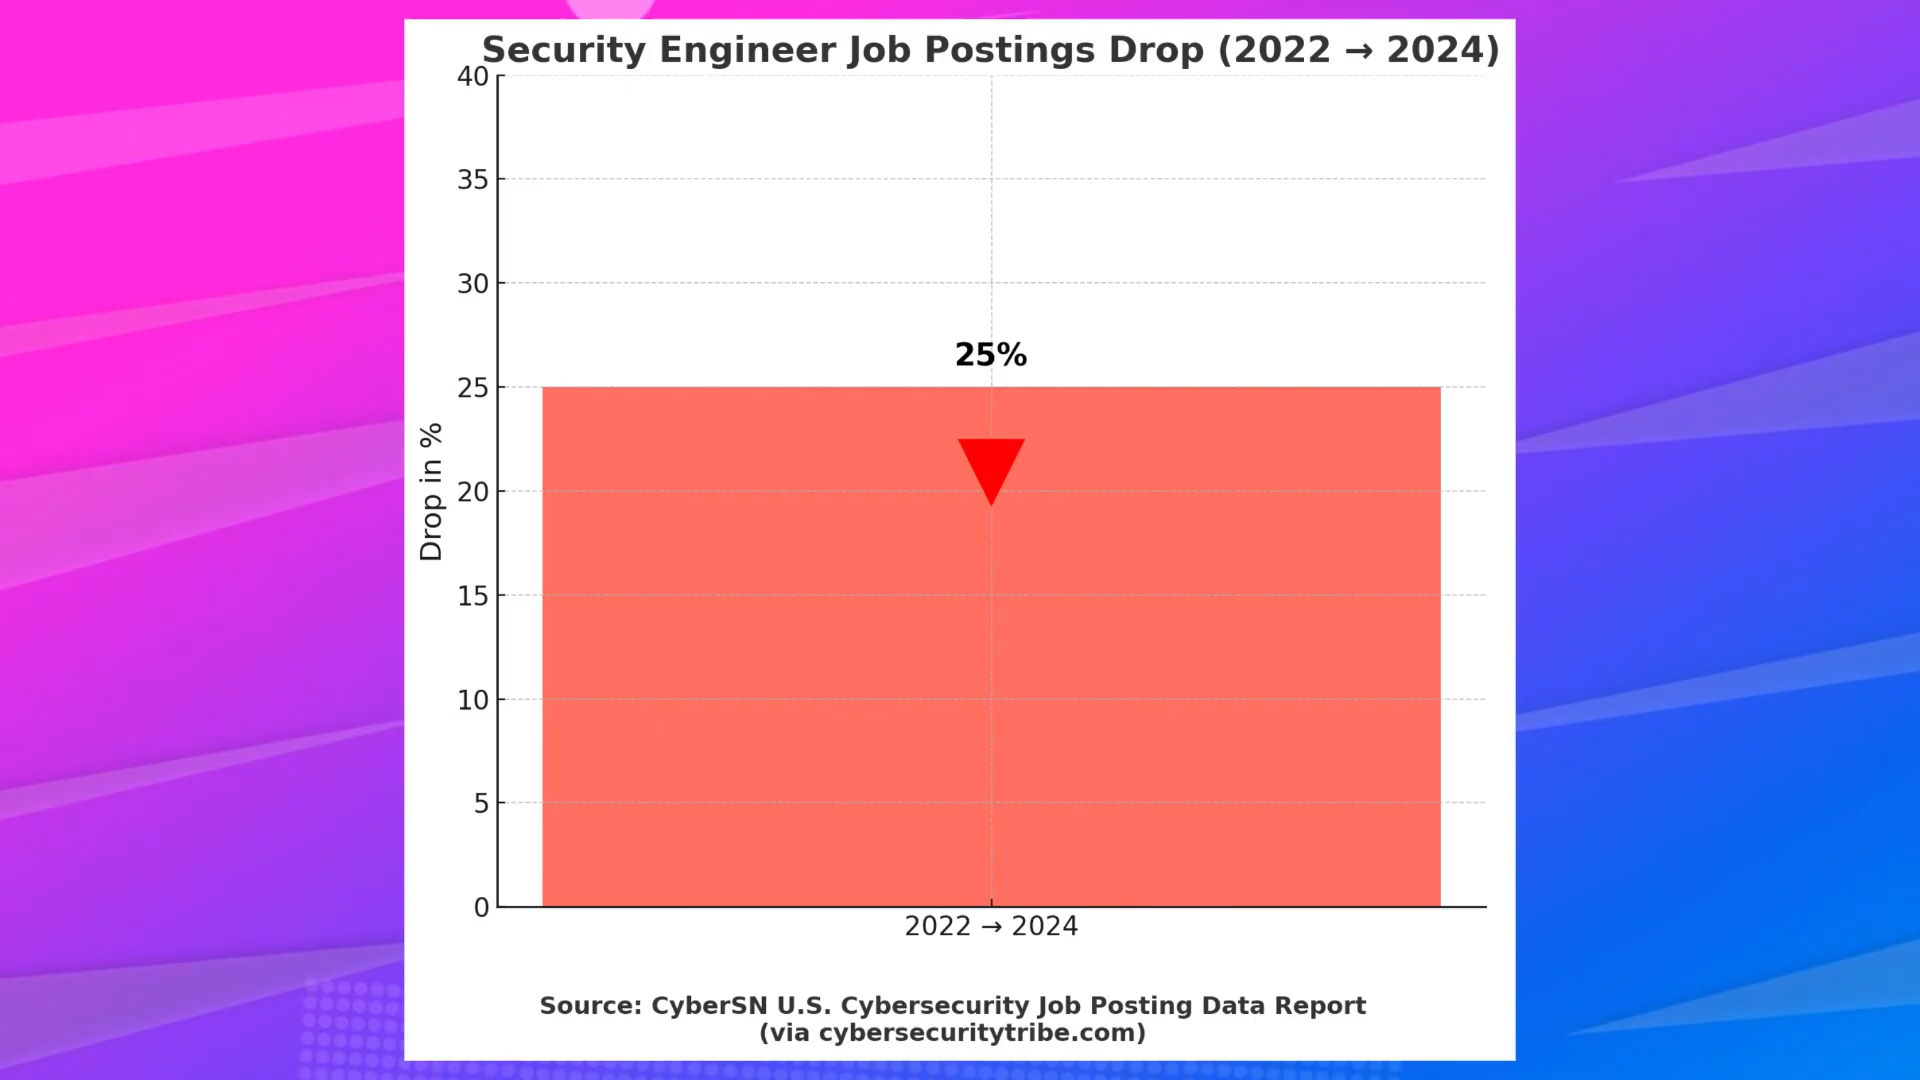 Security Engineer Job Postings Drop (2022 → 2024)
40
35
30
25%
25
20
15
10
5
0
Drop in %
2022 → 2024
Source: CyberSN U.S. Cybersecurity Job Posting Data Report
(via cybersecuritytribe.com)